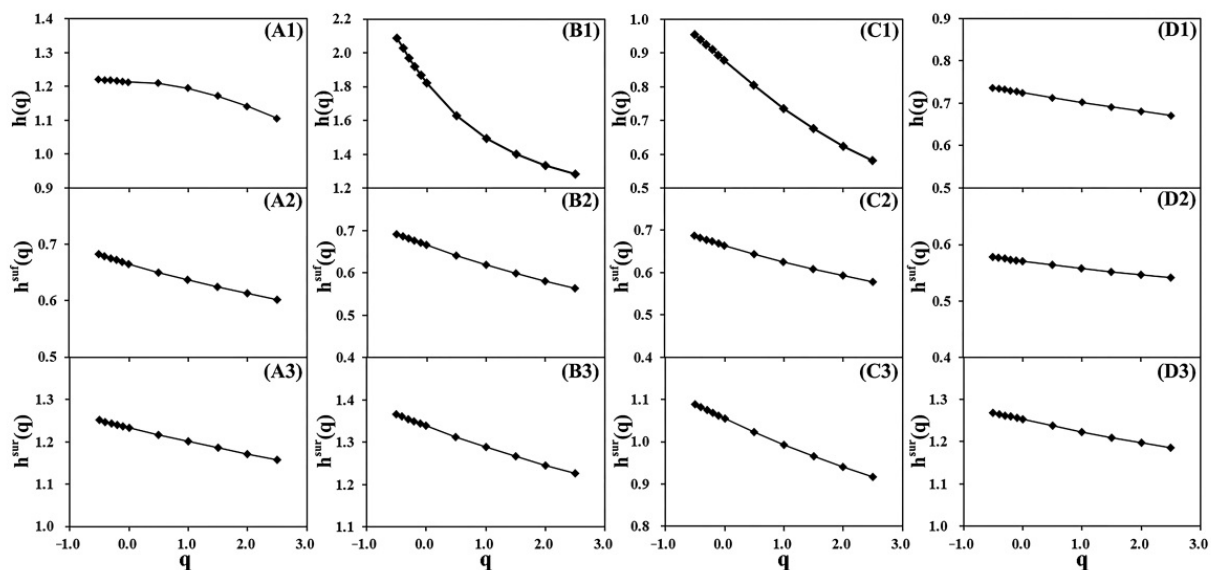 (A1)
1.4
1.3
1.2
1.1
1.0
0.9
h(q)
(B1)
2.2
2.0
1.8
1.6
1.4
1.2
h(q)
(C1)
1.0
0.9
0.8
0.7
0.6
0.5
h(q)
(D1)
0.9
0.8
0.7
0.6
0.5
h(q)
(A2)
0.7
0.6
0.5
h^suf(q)
(B2)
0.7
0.6
0.5
0.4
h^suf(q)
(C2)
0.7
0.6
0.5
0.4
h^suf(q)
(D2)
0.6
0.5
0.4
h^suf(q)
(A3)
1.3
1.2
1.1
1.0
h^sur(q)
−1.0 0.0 1.0 2.0 3.0
q
(B3)
1.4
1.3
1.2
1.1
h^sur(q)
−1.0 0.0 1.0 2.0 3.0
q
(C3)
1.1
1.0
0.9
0.8
h^sur(q)
−1.0 0.0 1.0 2.0 3.0
q
(D3)
1.3
1.2
1.1
1.0
h^sur(q)
−1.0 0.0 1.0 2.0 3.0
q